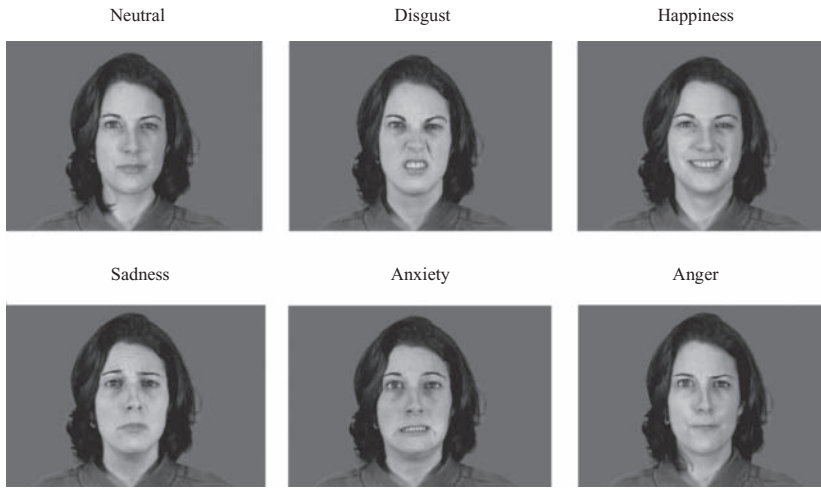 Neutral
Disgust
Happiness
Sadness
Anxiety
Anger